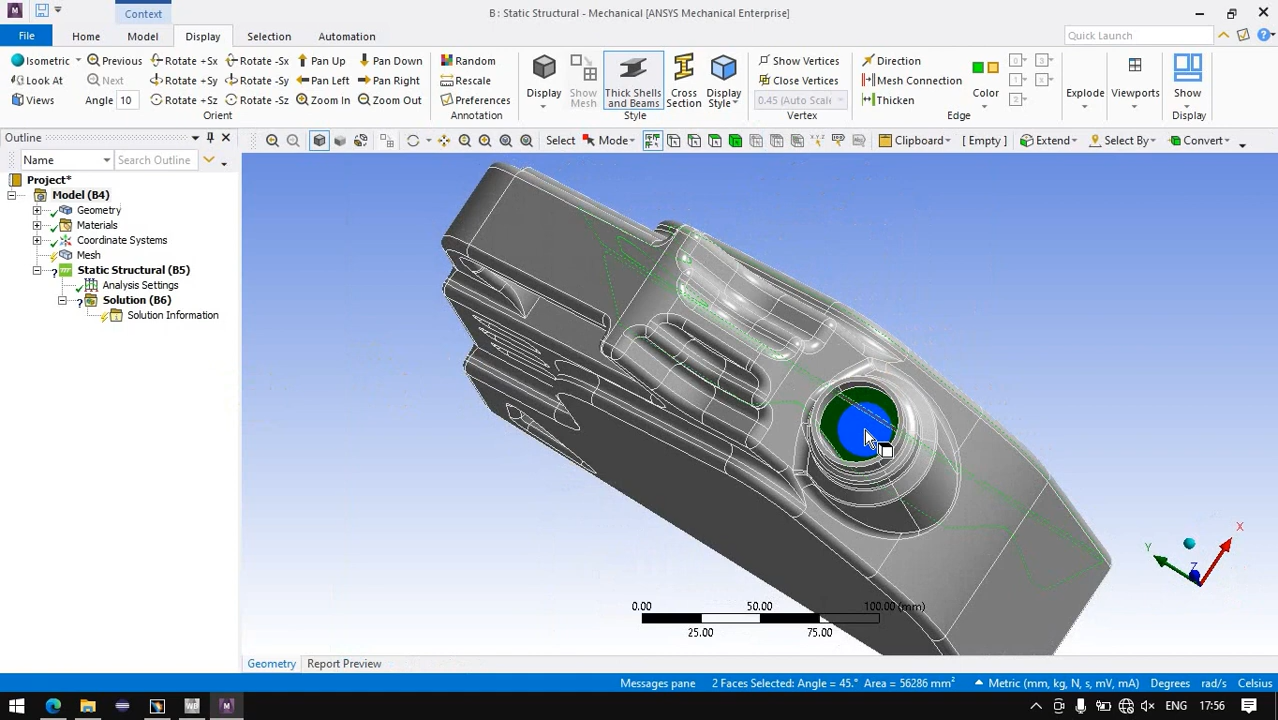 Context
B : Static Structural - Mechanical [ANSYS Mechanical Enterprise]
File Home Model Display Selection Automation Quick Launch
Isometric Previous Rotate +Sx Rotate -Sx Pan Up Pan Down Random Show Vertices Direction
Look At Next Rotate +Sy Rotate -Sy Pan Left Pan Right Rescale Close Vertices Mesh Connection
Views Angle 10 Rotate +Sz Rotate -Sz Zoom In Zoom Out Preferences 0.45 (Auto Scale Thicken
Display Show Mesh Thick Shells and Beams Cross Section Display Style Color Explode Viewports Show
Orient Annotation Style Vertex Edge Display
Outline
Name Search Outline
Select Mode Clipboard [ Empty ] Extend Select By Convert
Project*
Model (B4)
Geometry
Materials
Coordinate Systems
Mesh
Static Structural (B5)
Analysis Settings
Solution (B6)
Solution Information
X
Y
Z
0.00 50.00 100.00 (mm)
25.00 75.00
Geometry Report Preview
Messages pane 2 Faces Selected: Angle = 45.° Area = 56286 mm² Metric (mm, kg, N, s, mV, mA) Degrees rad/s Celsius
ENG 17:56